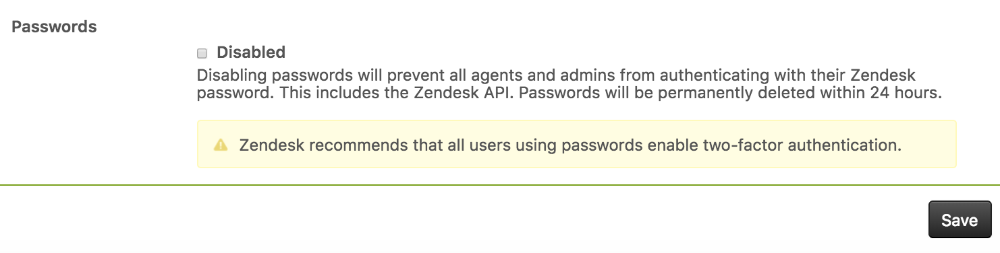 Passwords
Disabled
Disabling passwords will prevent all agents and admins from authenticating with their Zendesk
password. This includes the Zendesk API. Passwords will be permanently deleted within 24 hours.
Zendesk recommends that all users using passwords enable two-factor authentication.
Save